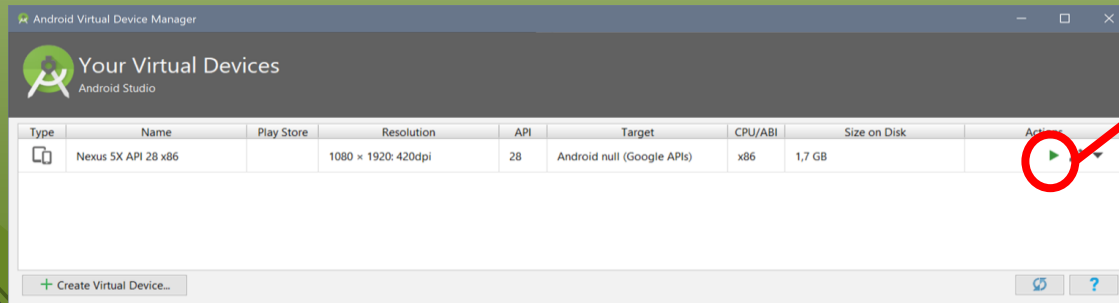 Android Virtual Device Manager
Your Virtual Devices
Android Studio
Type Name Play Store Resolution API Target CPU/ABI Size on Disk Actions
Nexus 5X API 28 x86 1080 × 1920: 420dpi 28 Android null (Google APIs) x86 1,7 GB
+ Create Virtual Device... ?